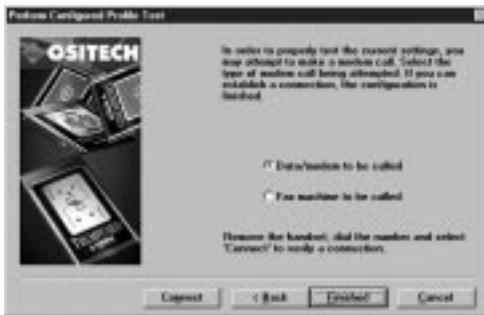 Perform Configured Profile Test
OSITECH
In order to properly test the current settings, you
may attempt to make a modem call. Select the
type of modem call being attempted. If you can
establish a connection, the configuration is
finished.
Data/modem to be called
Fax machine to be called
Remove the handset, dial the number and select
'Connect' to verify a connection.
Connect
< Back
Finished
Cancel